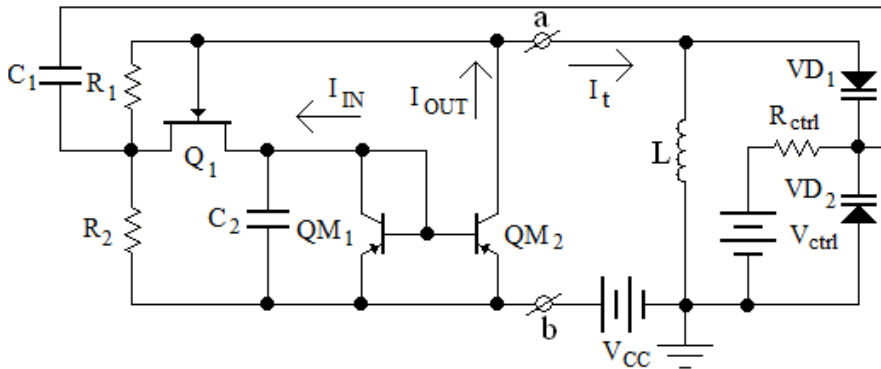 a
C1
R1
IIN
IOUT
It
VD1
Rctrl
Q1
L
R2
C2
QM1
QM2
VD2
Vctrl
b
VCC